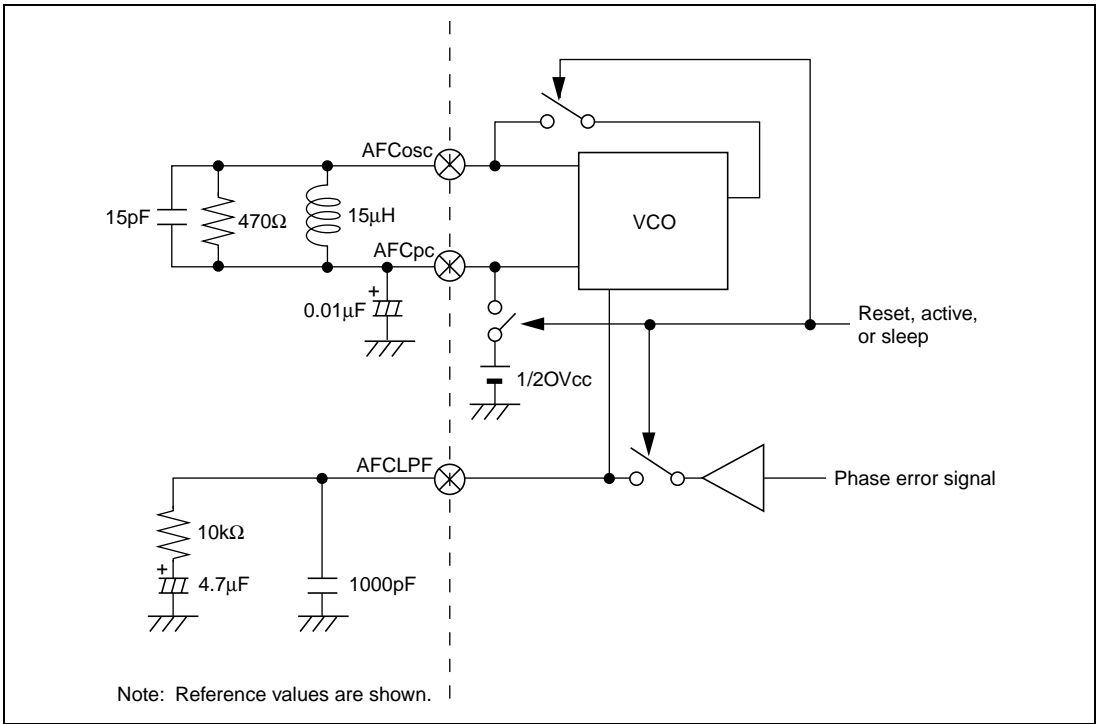 AFCosc
15pF
470Ω
15μH
VCO
AFCpc
+
0.01μF
Reset, active,
or sleep
1/2OVcc
AFCLPF
Phase error signal
10kΩ
+
4.7μF
1000pF
Note: Reference values are shown.